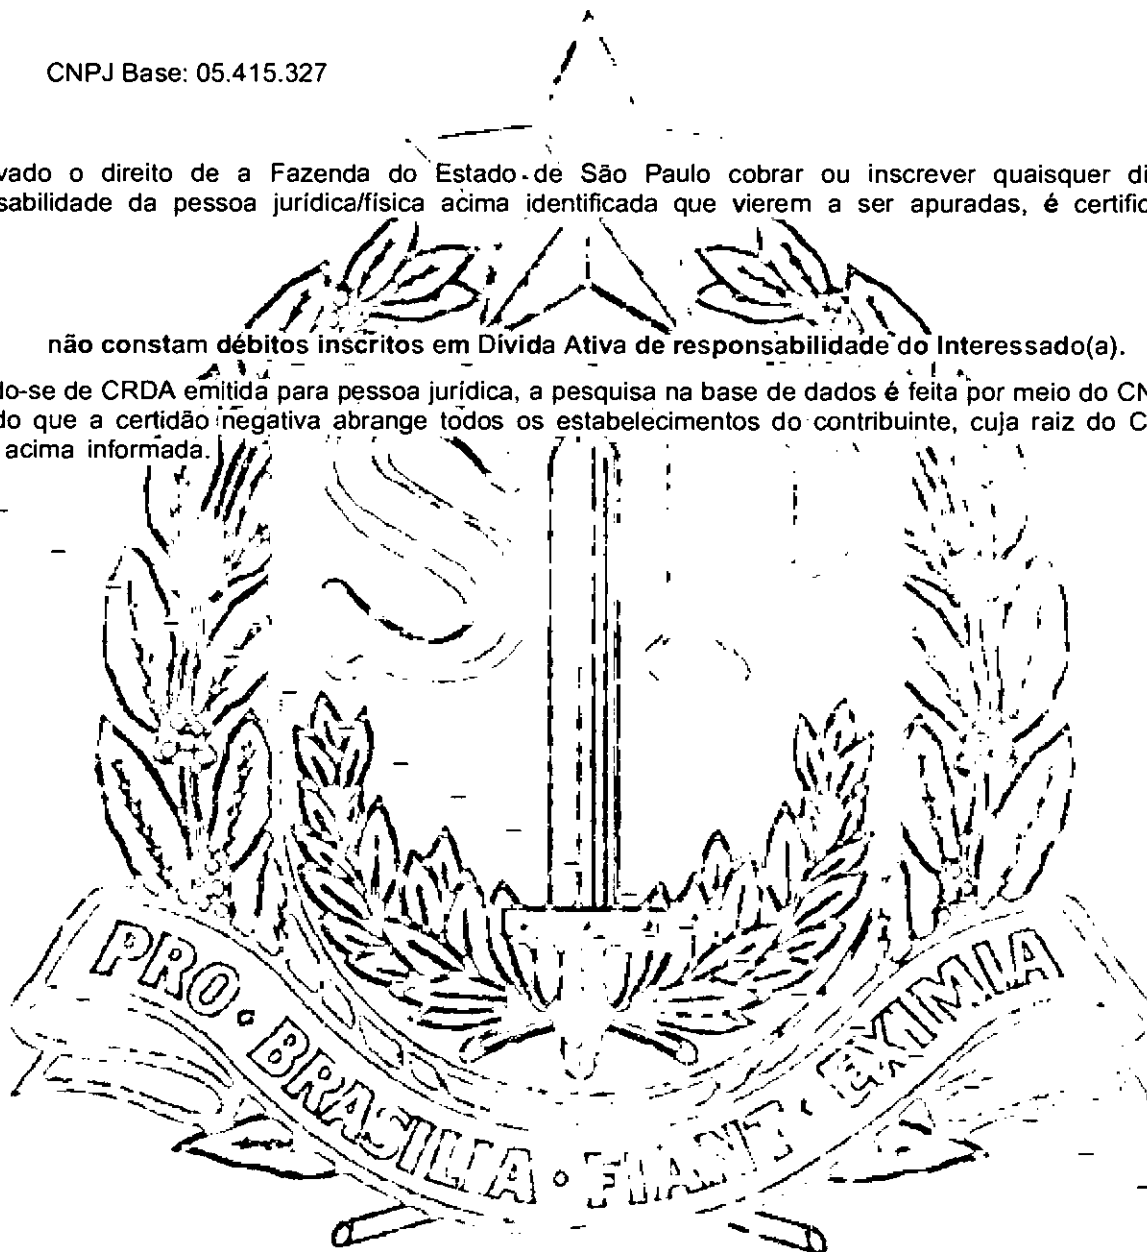 CNPJ Base: 05.415.327
vado o direito de a Fazenda do Estado de São Paulo cobrar ou inscrever quaisquer di
sabilidade da pessoa jurídica/física acima identificada que vierem a ser apuradas, é certific
não constam débitos inscritos em Dívida Ativa de responsabilidade do Interessado(a).
do-se de CRDA emitida para pessoa jurídica, a pesquisa na base de dados é feita por meio do CN
do que a certidão negativa abrange todos os estabelecimentos do contribuinte, cuja raiz do C
acima informada.
PRO • BRASILIA • FIANT • EXIMIA